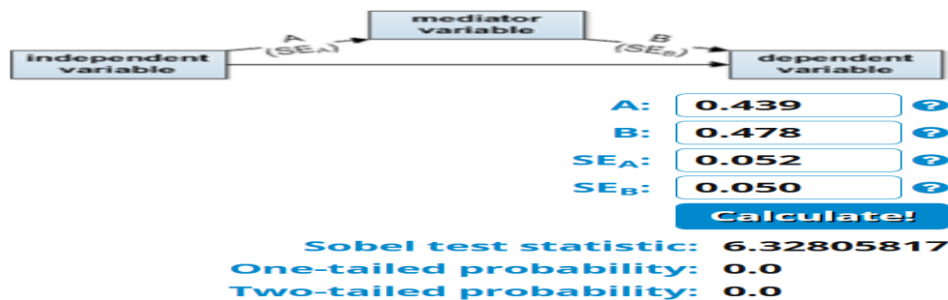 mediator
variable
A
(SEA)
B
(SEB)
independent
variable
dependent
variable
A: 0.439 ?
B: 0.478 ?
SEA: 0.052 ?
SEB: 0.050 ?
Calculate!
Sobel test statistic: 6.32805817
One-tailed probability: 0.0
Two-tailed probability: 0.0